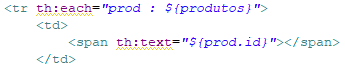 <tr th:each="prod : ${produtos}">
<td>
<span th:text="${prod.id}"></span>
</td>